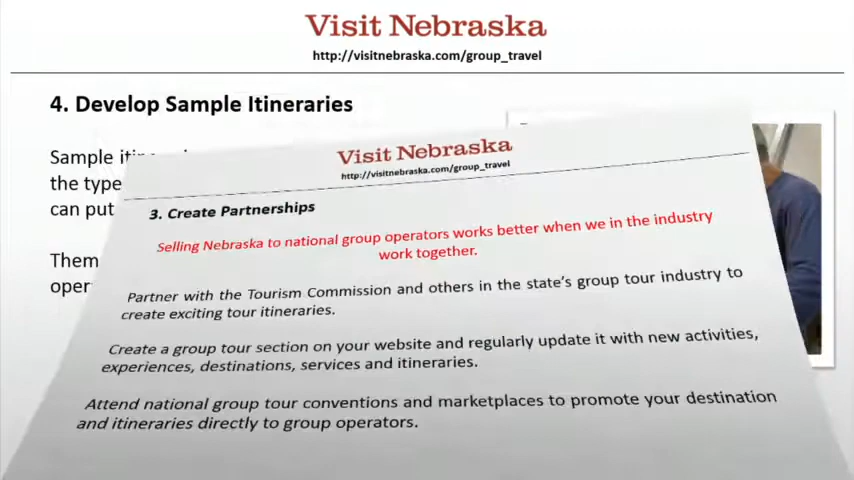 Visit Nebraska
http://visitnebraska.com/group_travel
4. Develop Sample Itineraries
Sample
the type
can put
Visit Nebraska
http://visitnebraska.com/group_travel
3. Create Partnerships
Selling Nebraska to national group operators works better when we in the industry
work together.
Partner with the Tourism Commission and others in the state's group tour industry to
create exciting tour itineraries.
Create a group tour section on your website and regularly update it with new activities,
experiences, destinations, services and itineraries.
Attend national group tour conventions and marketplaces to promote your destination
and itineraries directly to group operators.